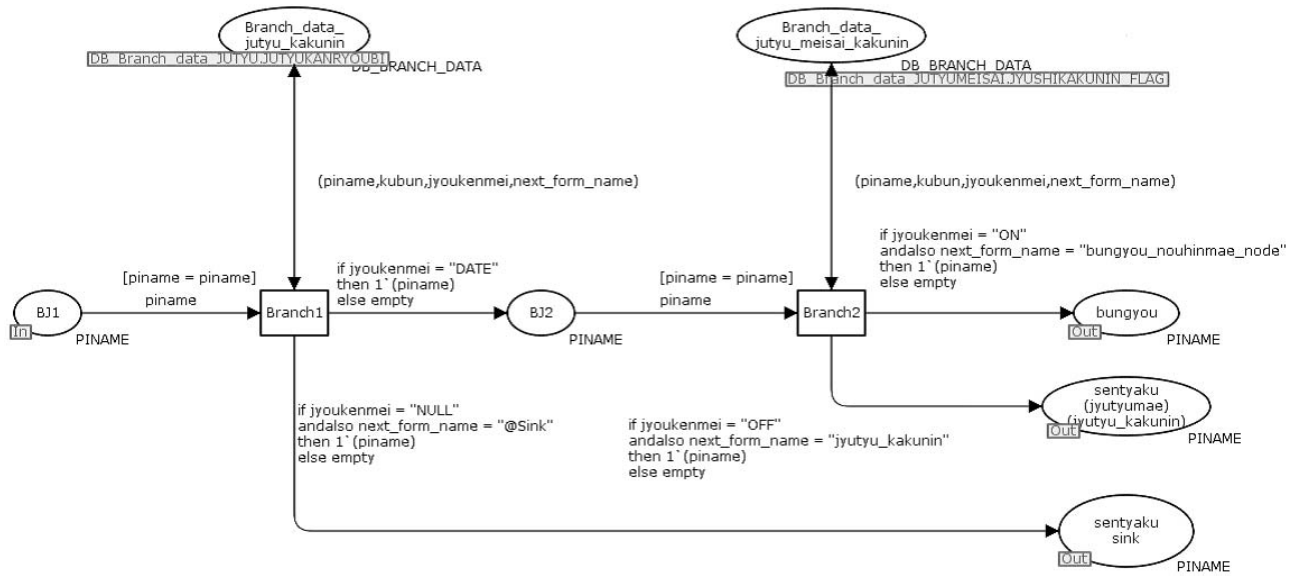 Branch_data_
jutyu_kakunin
DB_Branch_data_JUTYU.JUTYUKANRYOUBI
DB_BRANCH_DATA
Branch_data_
jutyu_meisai_kakunin
DB_BRANCH_DATA
DB_Branch_data_JUTYUMEISAI.JYUSHIKAKUNIN_FLAG
(piname,kubun,jyoukenmei,next_form_name)
(piname,kubun,jyoukenmei,next_form_name)
if jyoukenmei = "ON"
andalso next_form_name = "bungyou_nouhinmae_node"
then 1`(piname)
else empty
[piname = piname]
piname
if jyoukenmei = "DATE"
then 1`(piname)
else empty
[piname = piname]
piname
BJ1
In
PINAME
Branch1
BJ2
PINAME
Branch2
bungyou
Out
PINAME
if jyoukenmei = "NULL"
andalso next_form_name = "@Sink"
then 1`(piname)
else empty
if jyoukenmei = "OFF"
andalso next_form_name = "jyutyu_kakunin"
then 1`(piname)
else empty
sentyaku
(jyutyumae)
(jyutyu_kakunin)
Out
PINAME
sentyaku
sink
Out
PINAME